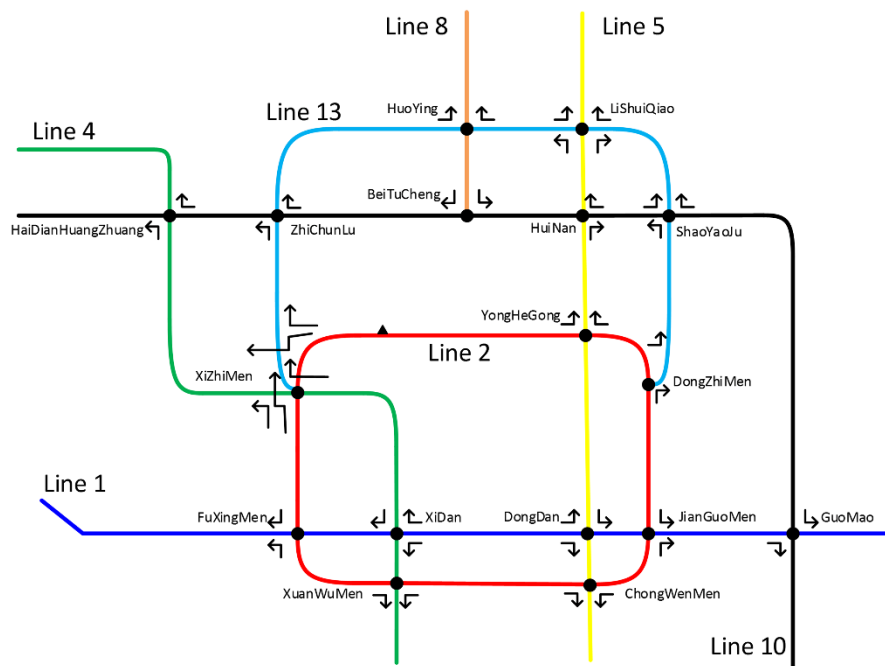 Line 8
Line 5
HuoYing
LiShuiQiao
Line 13
Line 4
BeiTuCheng
HaiDianHuangZhuang
ZhiChunLu
HuiNan
ShaoYaoJu
YongHeGong
Line 2
XiZhiMen
DongZhiMen
Line 1
FuXingMen
XiDan
DongDan
JianGuoMen
GuoMao
XuanWuMen
ChongWenMen
Line 10